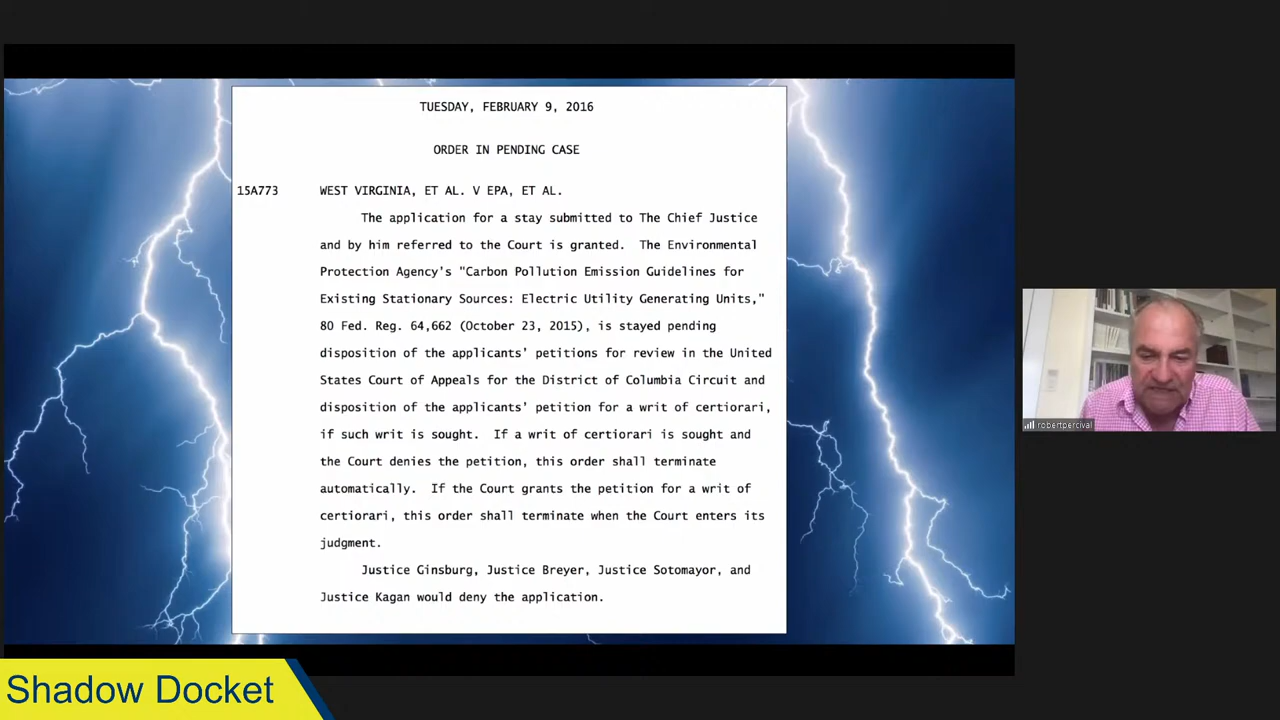 TUESDAY, FEBRUARY 9, 2016
ORDER IN PENDING CASE
15A773 WEST VIRGINIA, ET AL. V EPA, ET AL.
The application for a stay submitted to The Chief Justice
and by him referred to the Court is granted. The Environmental
Protection Agency's "Carbon Pollution Emission Guidelines for
Existing Stationary Sources: Electric Utility Generating Units,"
80 Fed. Reg. 64,662 (October 23, 2015), is stayed pending
disposition of the applicants' petitions for review in the United
States Court of Appeals for the District of Columbia Circuit and
disposition of the applicants' petition for a writ of certiorari,
if such writ is sought. If a writ of certiorari is sought and
the Court denies the petition, this order shall terminate
automatically. If the Court grants the petition for a writ of
certiorari, this order shall terminate when the Court enters its
judgment.
Justice Ginsburg, Justice Breyer, Justice Sotomayor, and
Justice Kagan would deny the application.
robertpercival
Shadow Docket